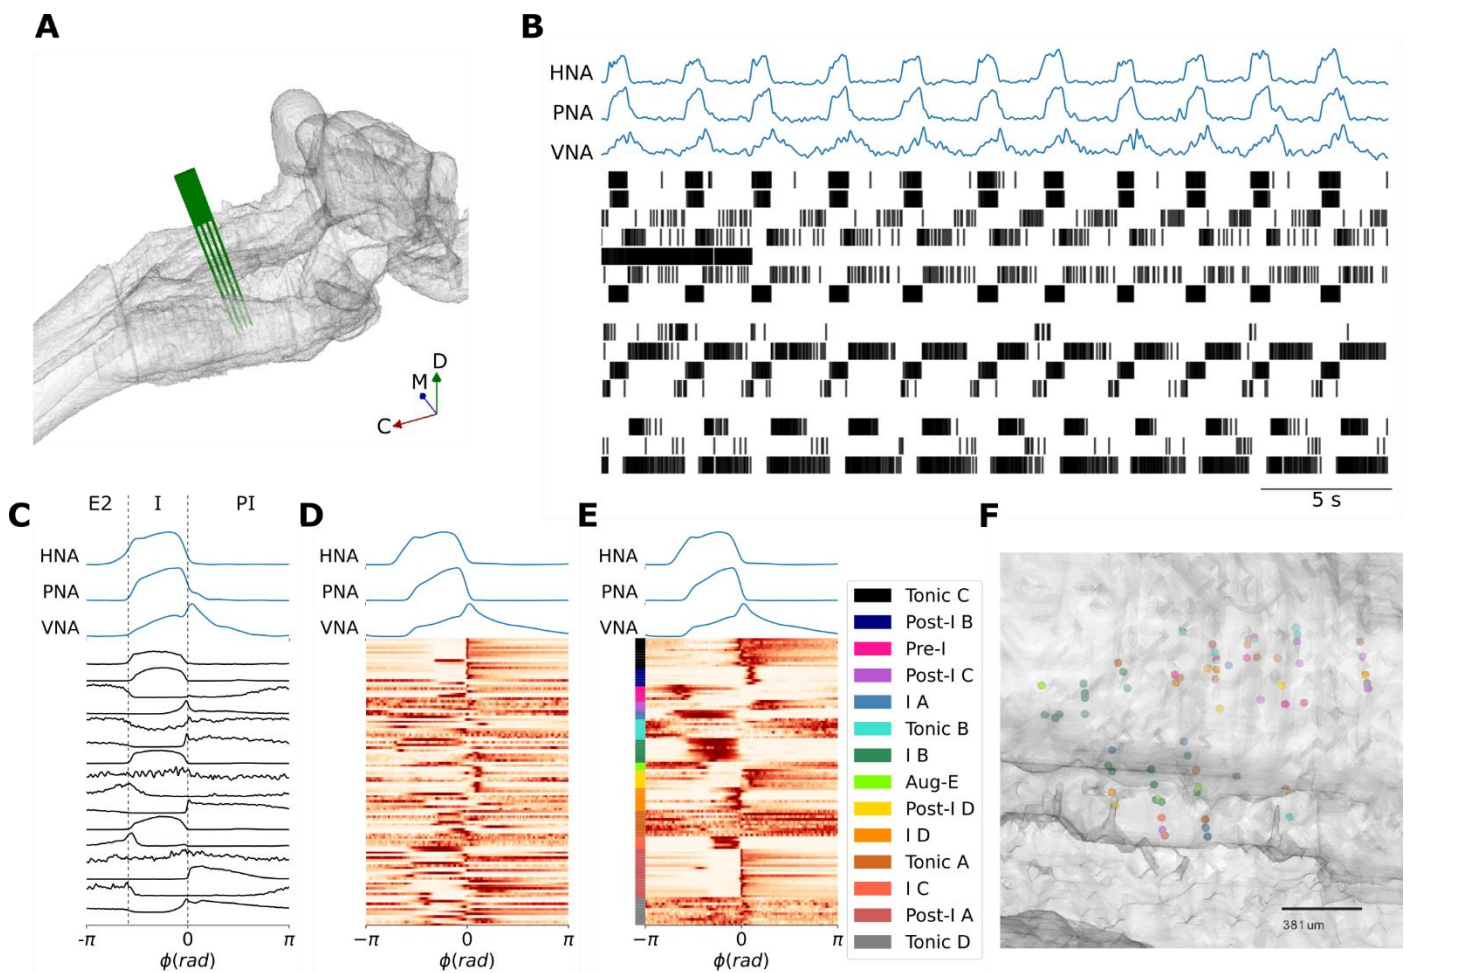 A
D
M
C
B
HNA
PNA
VNA
5 s
C
E2
I
PI
HNA
PNA
VNA
-π
0
π
ϕ(rad)
D
HNA
PNA
VNA
−π
0
π
ϕ(rad)
E
HNA
PNA
VNA
−π
0
π
ϕ(rad)
Tonic C
Post-I B
Pre-I
Post-I C
I A
Tonic B
I B
Aug-E
Post-I D
I D
Tonic A
I C
Post-I A
Tonic D
F
381 um